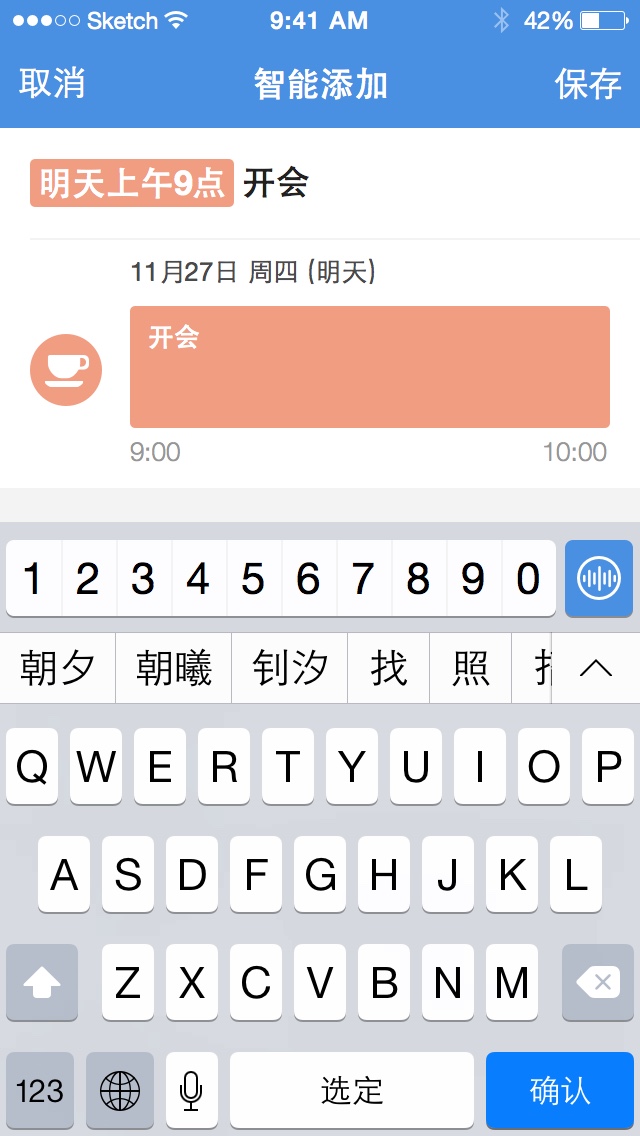 Sketch 9:41 AM 42%
取消 智能添加 保存
明天上午9点 开会
11月27日 周四 (明天)
开会
9:00 10:00
1 2 3 4 5 6 7 8 9 0
朝夕 朝曦 钊汐 找 照
Q W E R T Y U I O P
A S D F G H J K L
Z X C V B N M
123 选定 确认